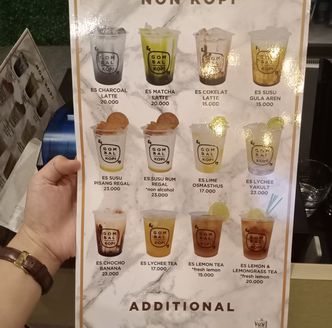 NON KOPI
ES CHARCOAL
LATTE
20.000
ES MATCHA
LATTE
20.000
ES COKELAT
LATTE
15.000
ES SUSU
GULA AREN
15.000
ES SUSU
PISANG REGAL
23.000
ES SUSU RUM
REGAL
*non alcohol
23.000
ES LIME
OSMASTHUS
17.000
ES LYCHEE
YAKULT
23.000
ES CHOCHO
BANANA
23.000
ES LYCHEE TEA
17.000
ES LEMON TEA
*fresh lemon
15.000
ES LEMON &
LEMONGRASS TEA
*fresh lemon
20.000
ADDITIONAL